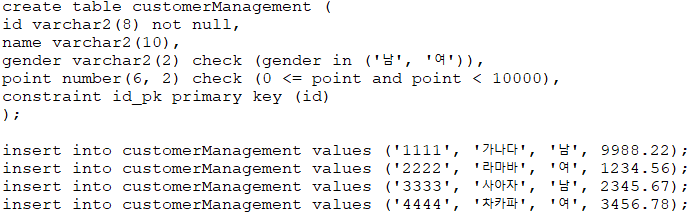 create table customerManagement (
id varchar2(8) not null,
name varchar2(10),
gender varchar2(2) check (gender in ('남', '여')),
point number(6, 2) check (0 <= point and point < 10000),
constraint id_pk primary key (id)
);

insert into customerManagement values ('1111', '가나다', '남', 9988.22);
insert into customerManagement values ('2222', '라마바', '여', 1234.56);
insert into customerManagement values ('3333', '사아자', '남', 2345.67);
insert into customerManagement values ('4444', '차카파', '여', 3456.78);